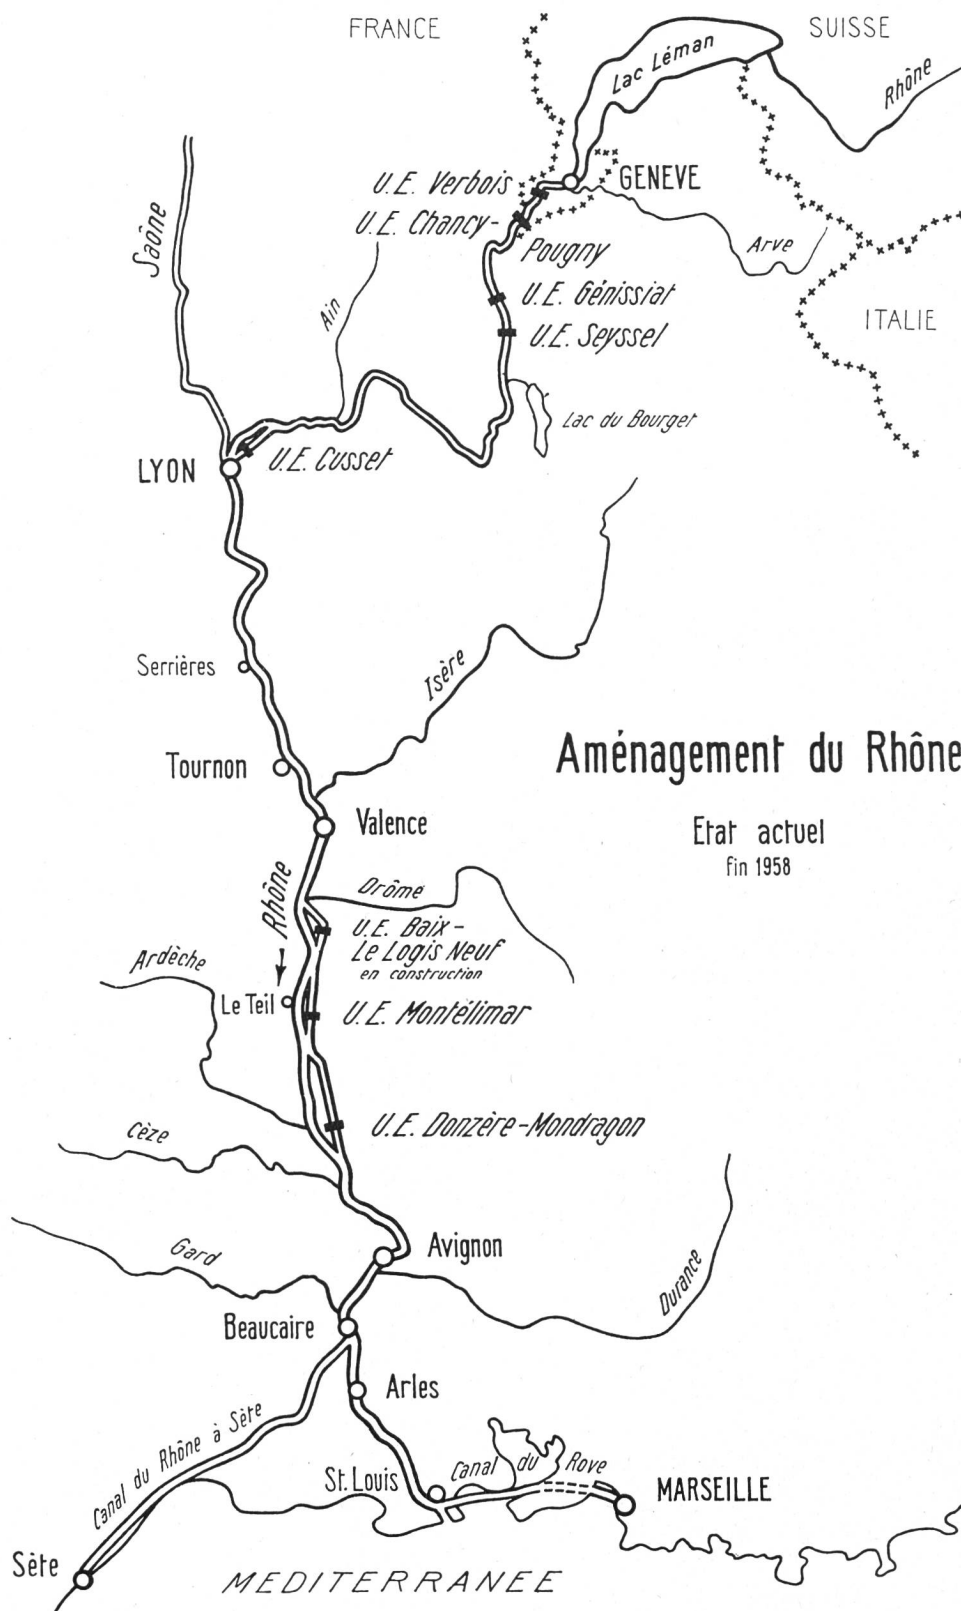 FRANCE
SUISSE
Lac Léman
Rhône
GENEVE
U.E. Verbois
U.E. Chancy-
Pougny
Arve
Saône
Ain
U.E. Génissiat
ITALIE
U.E. Seyssel
Lac du Bourget
LYON
U.E. Cusset
Serrières
Isère
Tournon
Aménagement du Rhône
Valence
Etat actuel
fin 1958
Rhône
Drôme
U.E. Baix-
Le Logis Neuf
en construction
Ardèche
Le Teil
U.E. Montélimar
U.E. Donzère-Mondragon
Cèze
Gard
Avignon
Durance
Beaucaire
Arles
Canal du Rhône à Sète
St. Louis
Canal du Rove
MARSEILLE
Sète
MEDITERRANEE